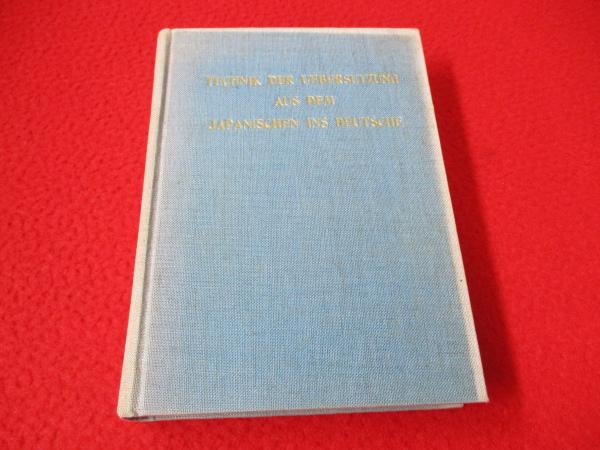 TECHNIK DER UEBERSETZUNG
AUS DEM
JAPANISCHEN INS DEUTSCHE